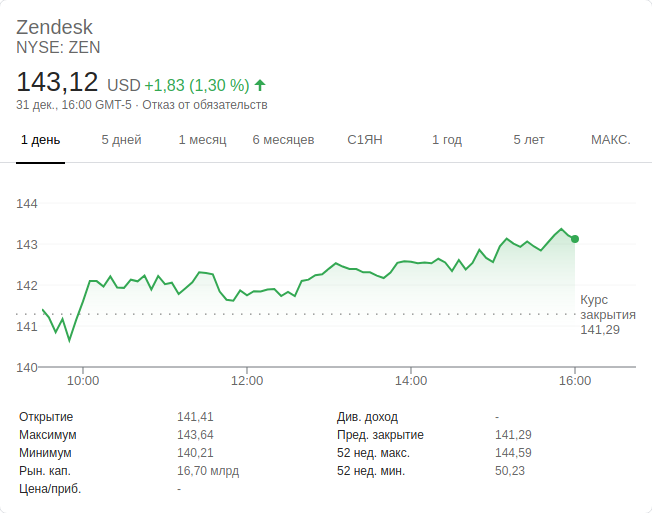 Zendesk
NYSE: ZEN
143,12 USD +1,83 (1,30 %) ↑
31 дек., 16:00 GMT-5 · Отказ от обязательств
1 день 5 дней 1 месяц 6 месяцев С1ЯН 1 год 5 лет МАКС.
144
143
142
141
140
Курс
закрытия
141,29
10:00 12:00 14:00 16:00
Открытие 141,41 Див. доход -
Максимум 143,64 Пред. закрытие 141,29
Минимум 140,21 52 нед. макс. 144,59
Рын. кап. 16,70 млрд 52 нед. мин. 50,23
Цена/приб. -